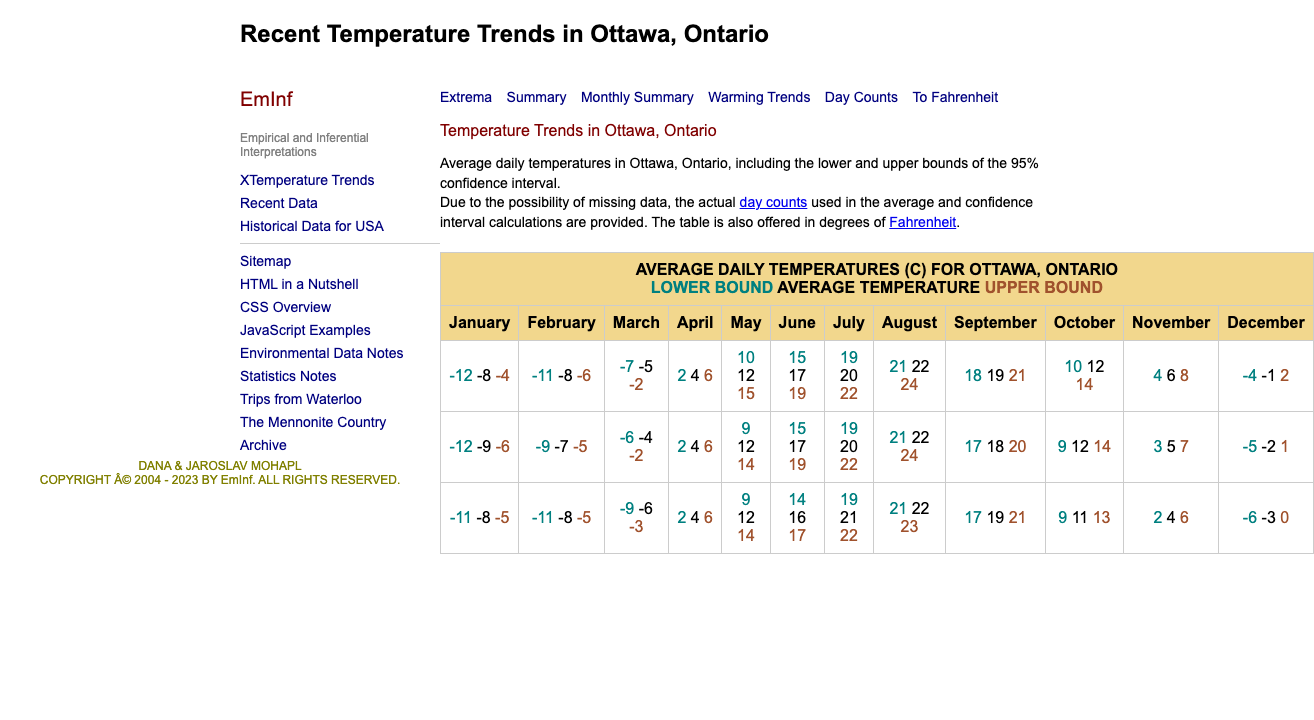 Recent Temperature Trends in Ottawa, Ontario
EmInf
Empirical and Inferential
Interpretations
XTemperature Trends
Recent Data
Historical Data for USA
Sitemap
HTML in a Nutshell
CSS Overview
JavaScript Examples
Environmental Data Notes
Statistics Notes
Trips from Waterloo
The Mennonite Country
Archive
DANA & JAROSLAV MOHAPL
COPYRIGHT Â© 2004 - 2023 BY EmInf. ALL RIGHTS RESERVED.
Extrema Summary Monthly Summary Warming Trends Day Counts To Fahrenheit
Temperature Trends in Ottawa, Ontario
Average daily temperatures in Ottawa, Ontario, including the lower and upper bounds of the 95%
confidence interval.
Due to the possibility of missing data, the actual day counts used in the average and confidence
interval calculations are provided. The table is also offered in degrees of Fahrenheit.
AVERAGE DAILY TEMPERATURES (C) FOR OTTAWA, ONTARIO
LOWER BOUND AVERAGE TEMPERATURE UPPER BOUND
January February March April May June July August September October November December
-12 -8 -4
-11 -8 -6
-7 -5
-2
2 4 6
10
12
15
15
17
19
19
20
22
21 22
24
18 19 21
10 12
14
4 6 8
-4 -1 2
-12 -9 -6
-9 -7 -5
-6 -4
-2
2 4 6
9
12
14
15
17
19
19
20
22
21 22
24
17 18 20
9 12 14
3 5 7
-5 -2 1
-11 -8 -5
-11 -8 -5
-9 -6
-3
2 4 6
9
12
14
14
16
17
19
21
22
21 22
23
17 19 21
9 11 13
2 4 6
-6 -3 0